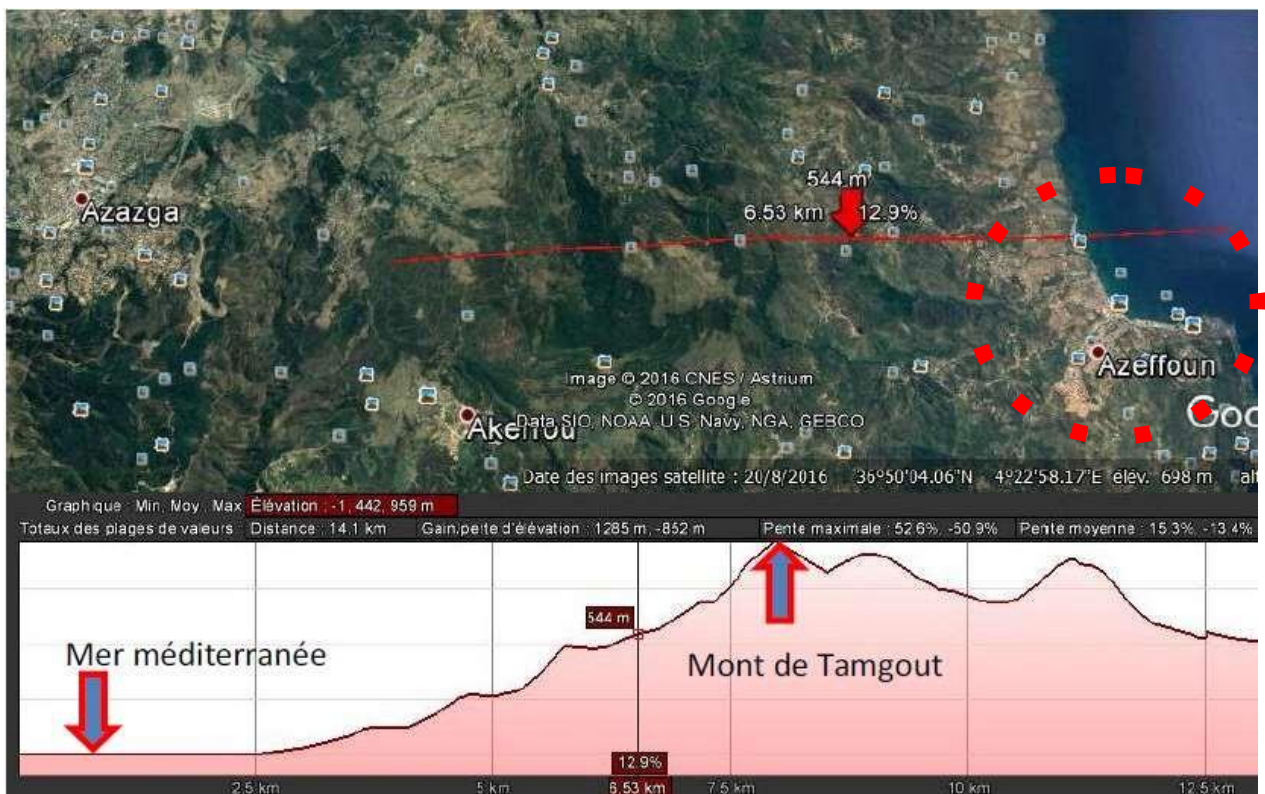 544 m
6.53 km 12.9%
Azazga
Azeffoun
Image © 2016 CNES / Astrium
© 2016 Google
Data SIO, NOAA, U.S. Navy, NGA, GEBCO
Goo
Date des images satellite : 20/8/2016 36°50'04.06"N 4°22'58.17"E élév. 698 m alt
Graphique : Min, Moy, Max Élévation : -1, 442, 959 m
Totaux des plages de valeurs : Distance : 14.1 km Gain/perte d'élévation : 1285 m, -852 m Pente maximale : 52.6%, -50.9% Pente moyenne : 15.3%, -13.4%
544 m
Mer méditerranée
Mont de Tamgout
12.9%
2.5 km 5 km 6.53 km 7.5 km 10 km 12.5 km